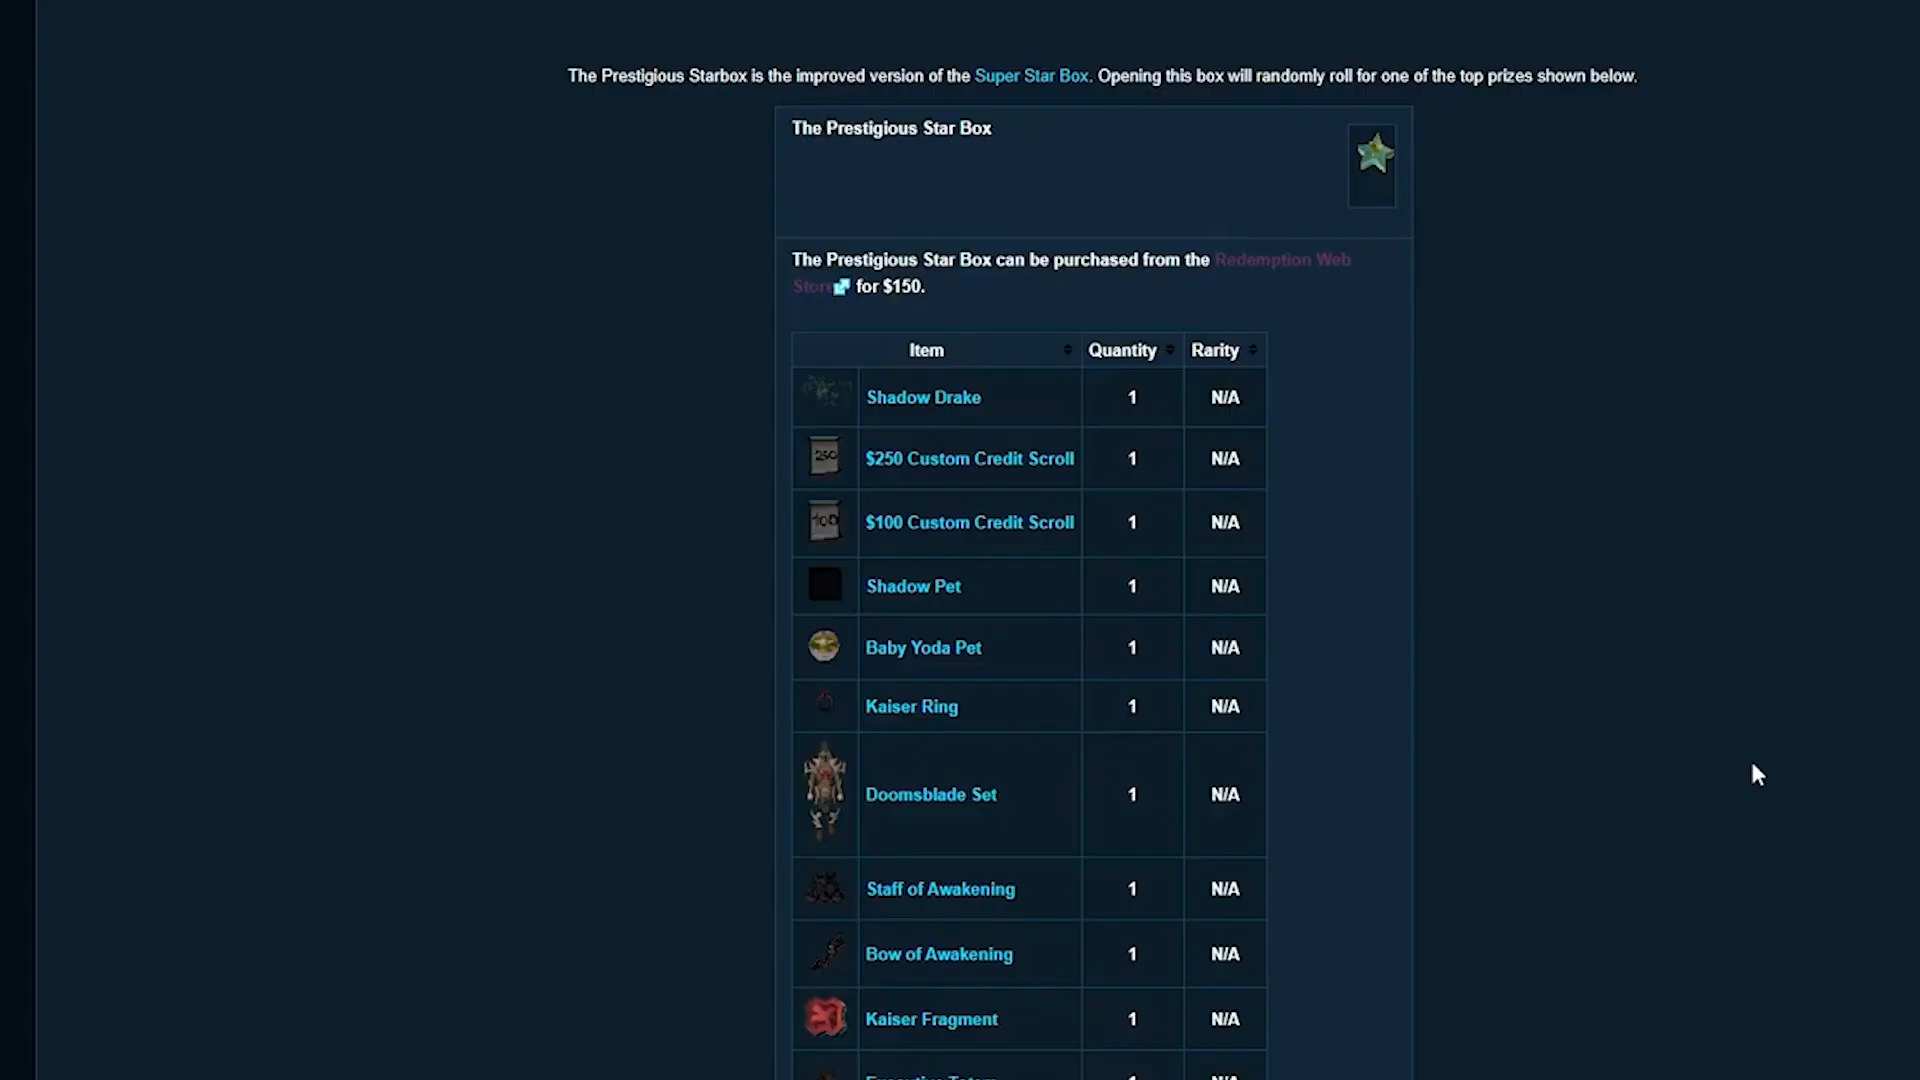 The Prestigious Starbox is the improved version of the Super Star Box. Opening this box will randomly roll for one of the top prizes shown below.
The Prestigious Star Box
The Prestigious Star Box can be purchased from the Redemption Web
Store for $150.
Item Quantity Rarity
Shadow Drake 1 N/A
250 $250 Custom Credit Scroll 1 N/A
100 $100 Custom Credit Scroll 1 N/A
Shadow Pet 1 N/A
Baby Yoda Pet 1 N/A
Kaiser Ring 1 N/A
Doomsblade Set 1 N/A
Staff of Awakening 1 N/A
Bow of Awakening 1 N/A
Kaiser Fragment 1 N/A